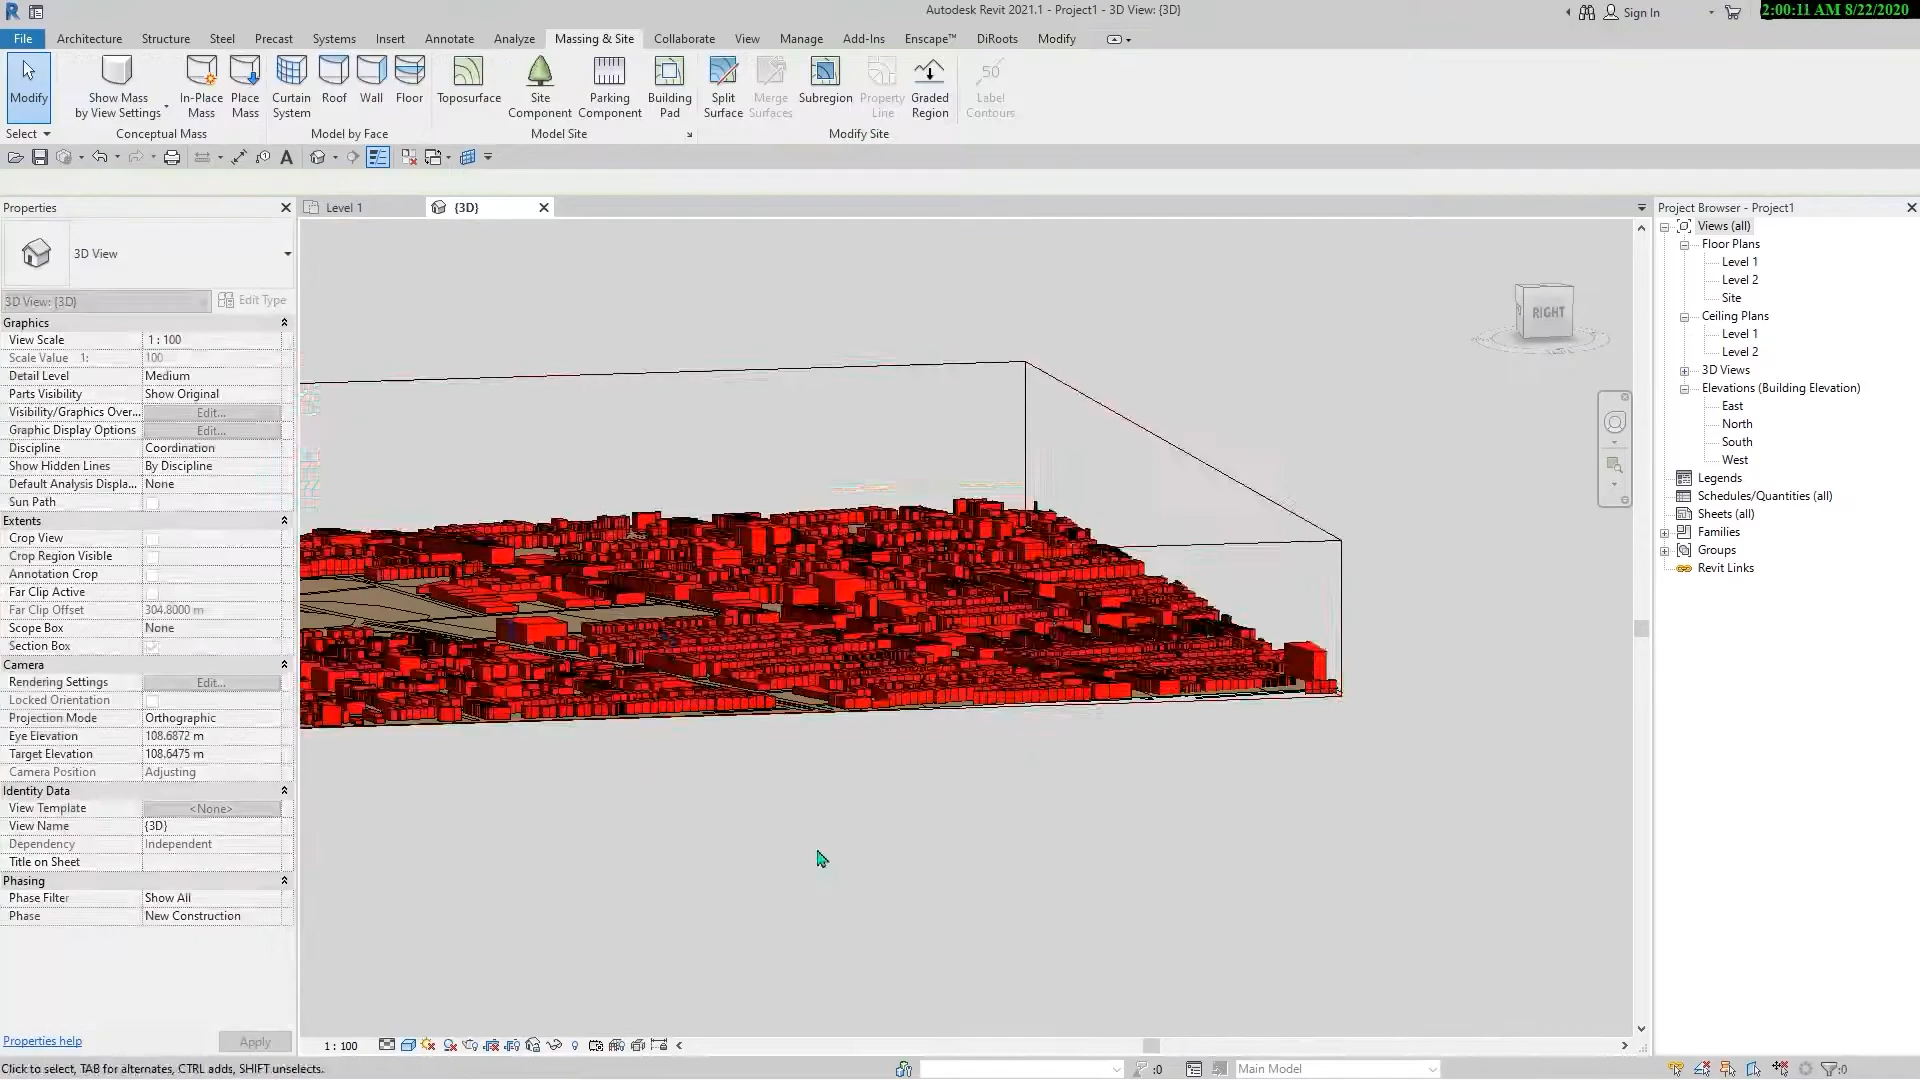 Autodesk Revit 2021.1 - Project1 - 3D View: {3D}
Sign In
2:00:11 AM 8/22/2020
File Architecture Structure Steel Precast Systems Insert Annotate Analyze Massing & Site Collaborate View Manage Add-Ins Enscape™ DiRoots Modify
Modify
Show Mass
by View Settings
In-Place
Mass
Place
Mass
Curtain
System
Roof
Wall
Floor
Toposurface
Site
Component
Parking
Component
Building
Pad
Split
Surface
Merge
Surfaces
Subregion
Property
Line
Graded
Region
50
Label
Contours
Select
Conceptual Mass
Model by Face
Model Site
Modify Site
Properties
3D View
3D View: {3D}
Edit Type
Graphics
View Scale 1 : 100
Scale Value 1: 100
Detail Level Medium
Parts Visibility Show Original
Visibility/Graphics Over... Edit...
Graphic Display Options Edit...
Discipline Coordination
Show Hidden Lines By Discipline
Default Analysis Displa... None
Sun Path
Extents
Crop View
Crop Region Visible
Annotation Crop
Far Clip Active
Far Clip Offset 304.8000 m
Scope Box None
Section Box
Camera
Rendering Settings Edit...
Locked Orientation
Projection Mode Orthographic
Eye Elevation 108.6872 m
Target Elevation 108.6475 m
Camera Position Adjusting
Identity Data
View Template <None>
View Name {3D}
Dependency Independent
Title on Sheet
Phasing
Phase Filter Show All
Phase New Construction
Properties help
Apply
Level 1
{3D}
RIGHT
Project Browser - Project1
Views (all)
Floor Plans
Level 1
Level 2
Site
Ceiling Plans
Level 1
Level 2
3D Views
Elevations (Building Elevation)
East
North
South
West
Legends
Schedules/Quantities (all)
Sheets (all)
Families
Groups
Revit Links
1 : 100
Click to select, TAB for alternates, CTRL adds, SHIFT unselects.
:0
Main Model
:0